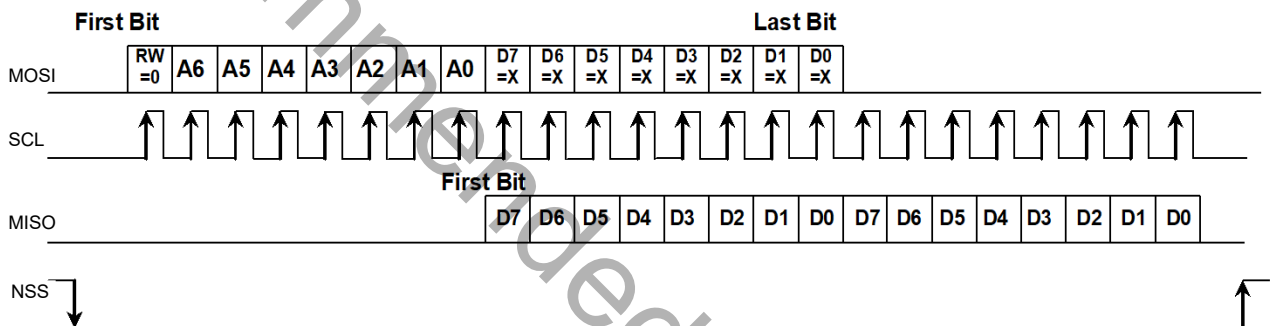 First Bit Last Bit
MOSI RW =0 A6 A5 A4 A3 A2 A1 A0 D7 =X D6 =X D5 =X D4 =X D3 =X D2 =X D1 =X D0 =X
SCL
First Bit
MISO D7 D6 D5 D4 D3 D2 D1 D0 D7 D6 D5 D4 D3 D2 D1 D0
NSS